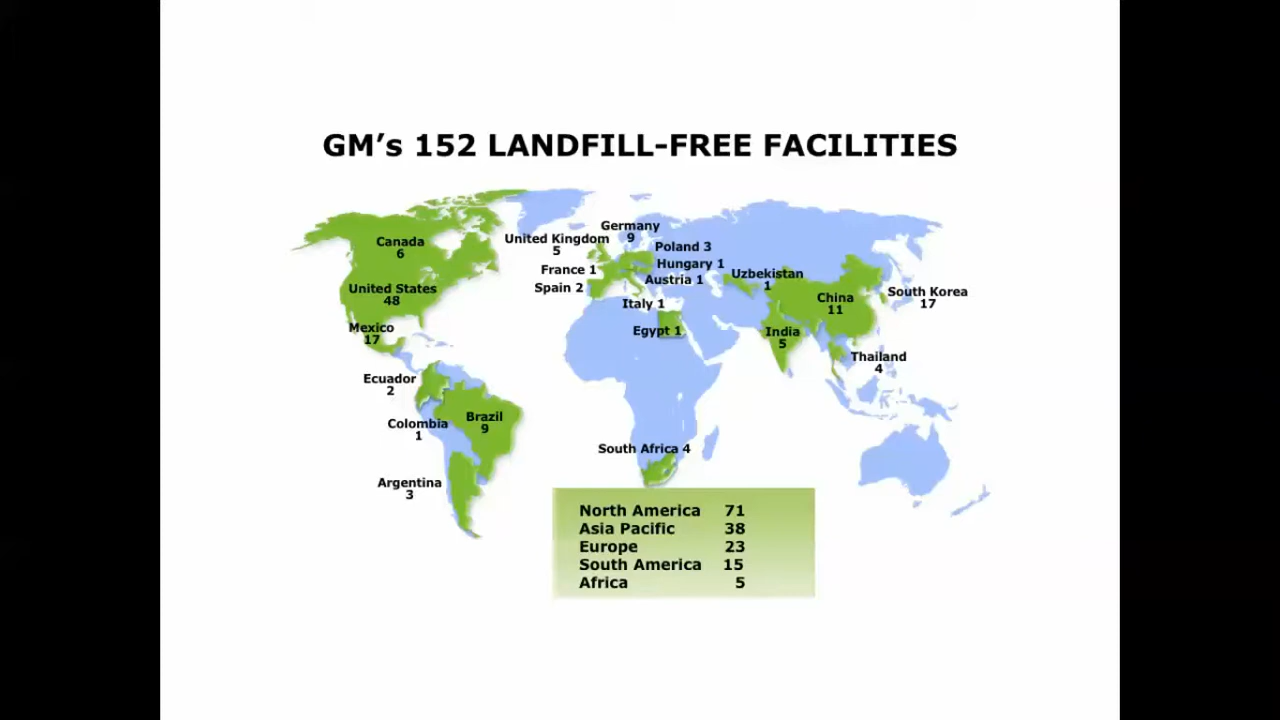 GM’s 152 LANDFILL-FREE FACILITIES
Canada
6
United States
48
Mexico
17
Ecuador
2
Colombia
1
Brazil
9
Argentina
3
Germany
9
United Kingdom
5
Poland 3
Hungary 1
France 1
Austria 1
Spain 2
Italy 1
Egypt 1
South Africa 4
Uzbekistan
1
China
11
South Korea
17
India
5
Thailand
4
North America 71
Asia Pacific 38
Europe 23
South America 15
Africa 5